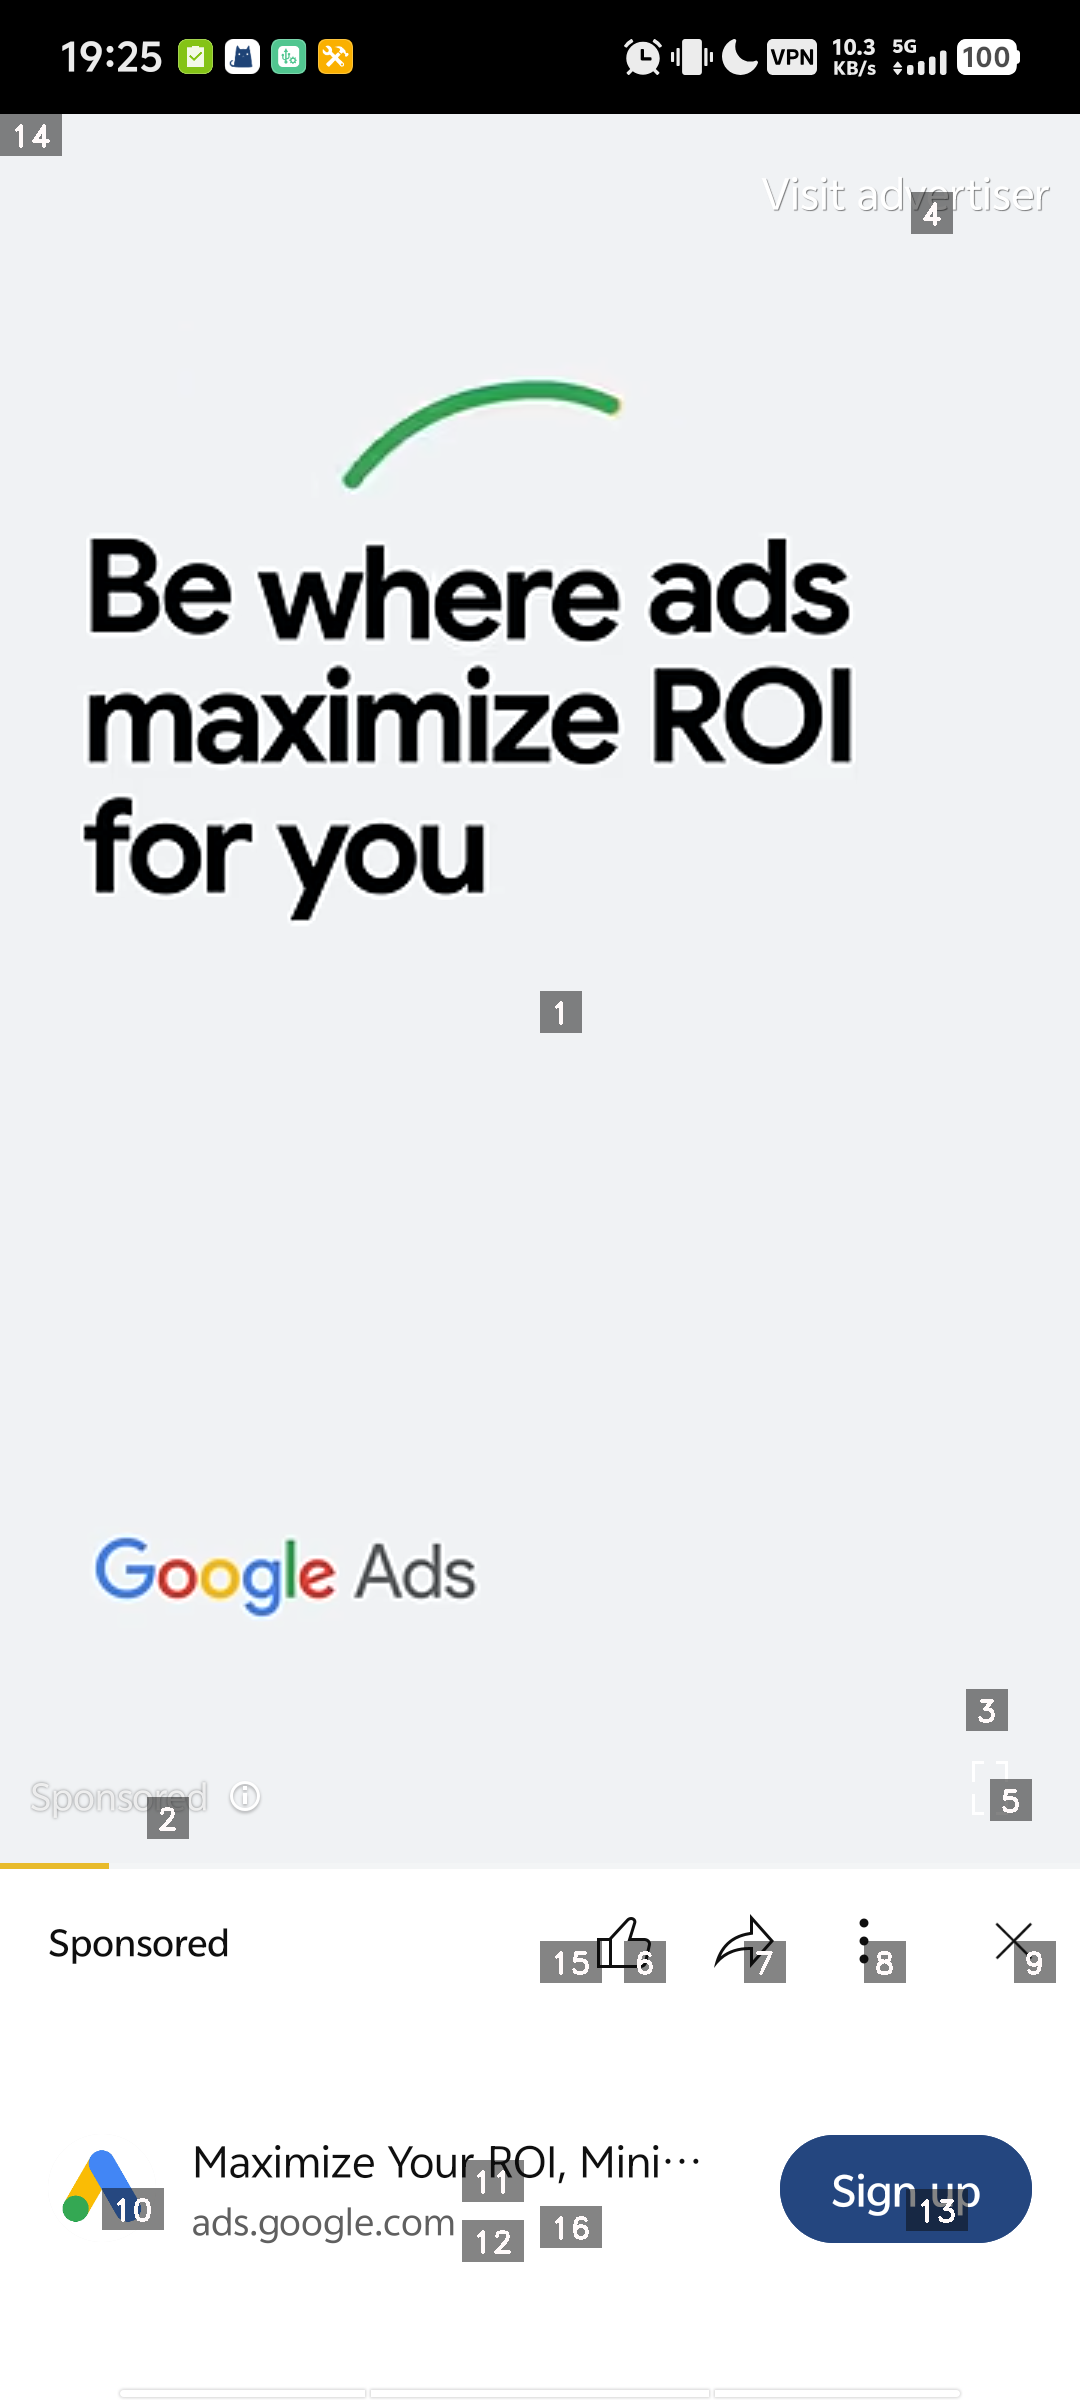 19:25
VPN
10.3
KB/s
5G
100
14
Visit advertiser
4
Be where ads
maximize ROI
for you
1
Google Ads
3
Sponsored
2
5
Sponsored
15
6
7
8
9
Maximize Your ROI, Mini...
11
Sign up
10
ads.google.com
16
13
12